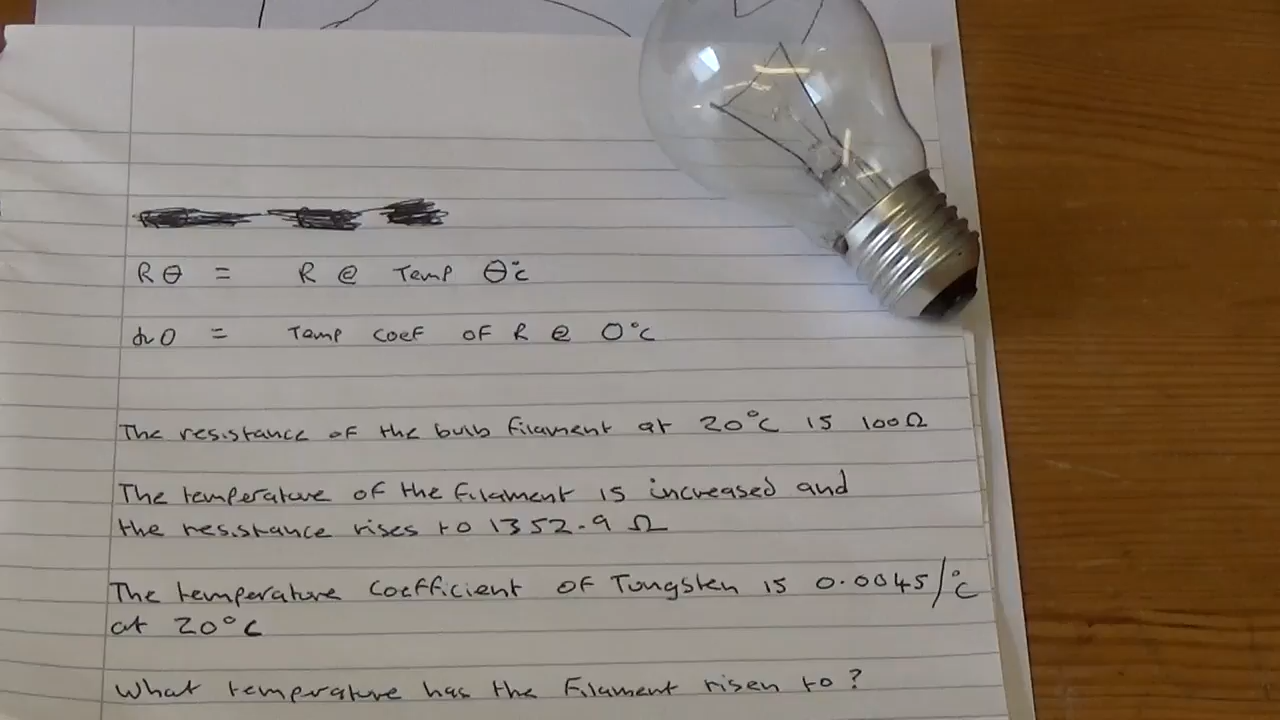 Rθ = R @ Temp θ°c
α0 = Temp coef of R @ 0°c
The resistance of the bulb filament at 20°C is 100Ω
The temperature of the filament is increased and
the resistance rises to 1352.9 Ω
The temperature coefficient of Tungsten is 0.0045/°C
at 20°C
What temperature has the filament risen to?